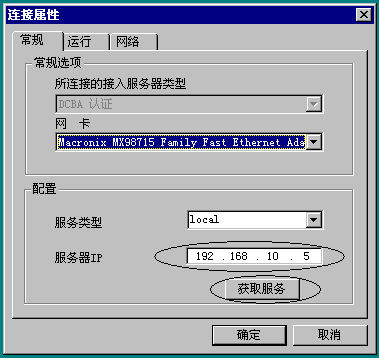 连接属性
常规 运行 网络
常规选项
所连接的接入服务器类型
DCBA 认证
网 卡
Macronix MX98715 Family Fast Ethernet Ada
配置
服务类型 local
服务器IP 192 . 168 . 10 . 5
获取服务
确定 取消